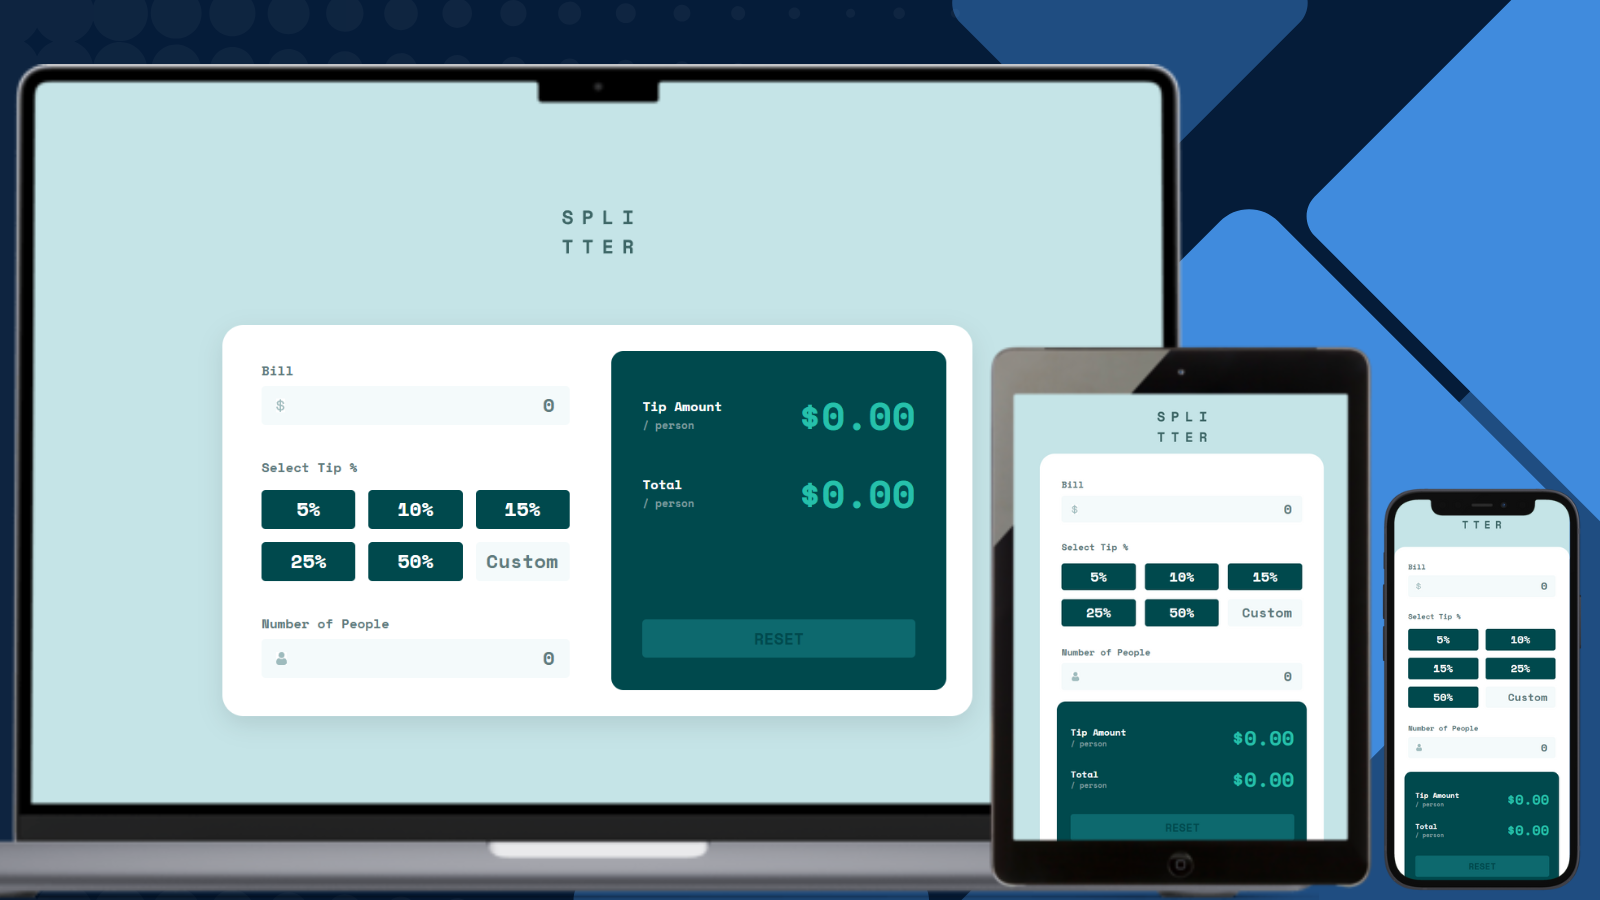 SPLI
TTER
Bill
$ 0
Select Tip %
5% 10% 15%
25% 50% Custom
Number of People
0
Tip Amount $0.00
/ person
Total $0.00
/ person
RESET
SPLI
TTER
Bill
$ 0
Select Tip %
5% 10% 15%
25% 50% Custom
Number of People
0
Tip Amount $0.00
/ person
Total $0.00
/ person
RESET
TTER
Bill
$ 0
Select Tip %
5% 10%
15% 25%
50% Custom
Number of People
0
Tip Amount $0.00
/ person
Total $0.00
/ person
RESET